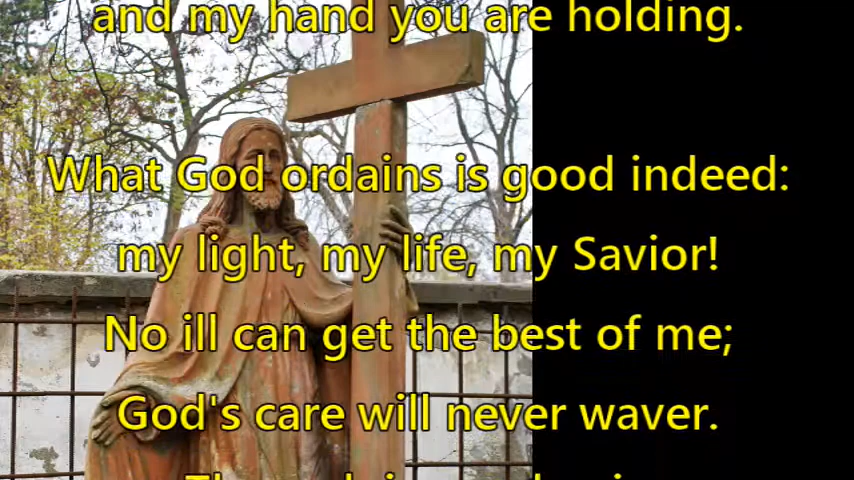 and my hand you are holding.
What God ordains is good indeed:
my light, my life, my Savior!
No ill can get the best of me;
God's care will never waver.